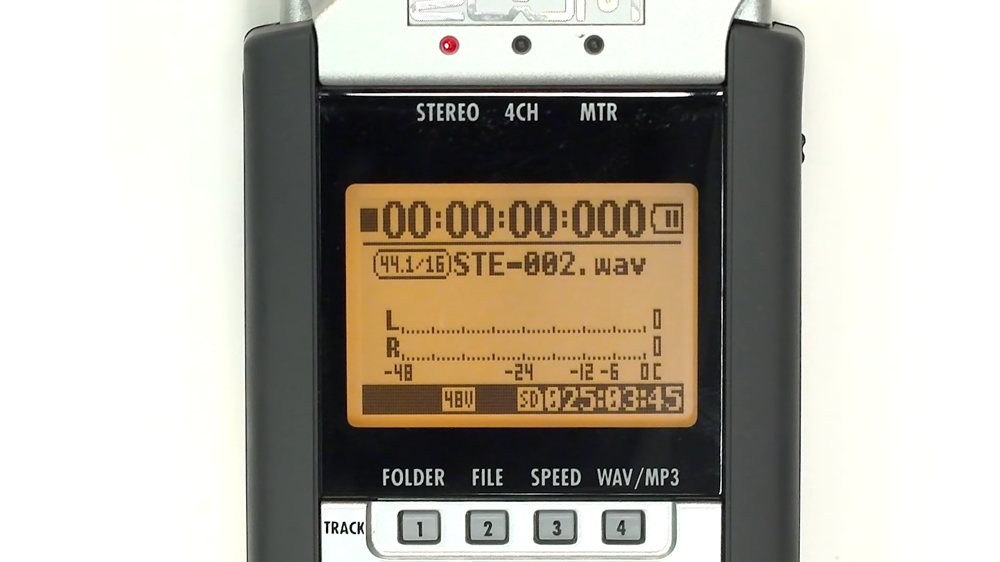 STEREO 4CH MTR
00:00:00:000
44.1/16 STE-002.wav
L 0
R 0
-48 -24 -12 -6 0C
48V SD 025:03:45
FOLDER FILE SPEED WAV/MP3
TRACK 1 2 3 4